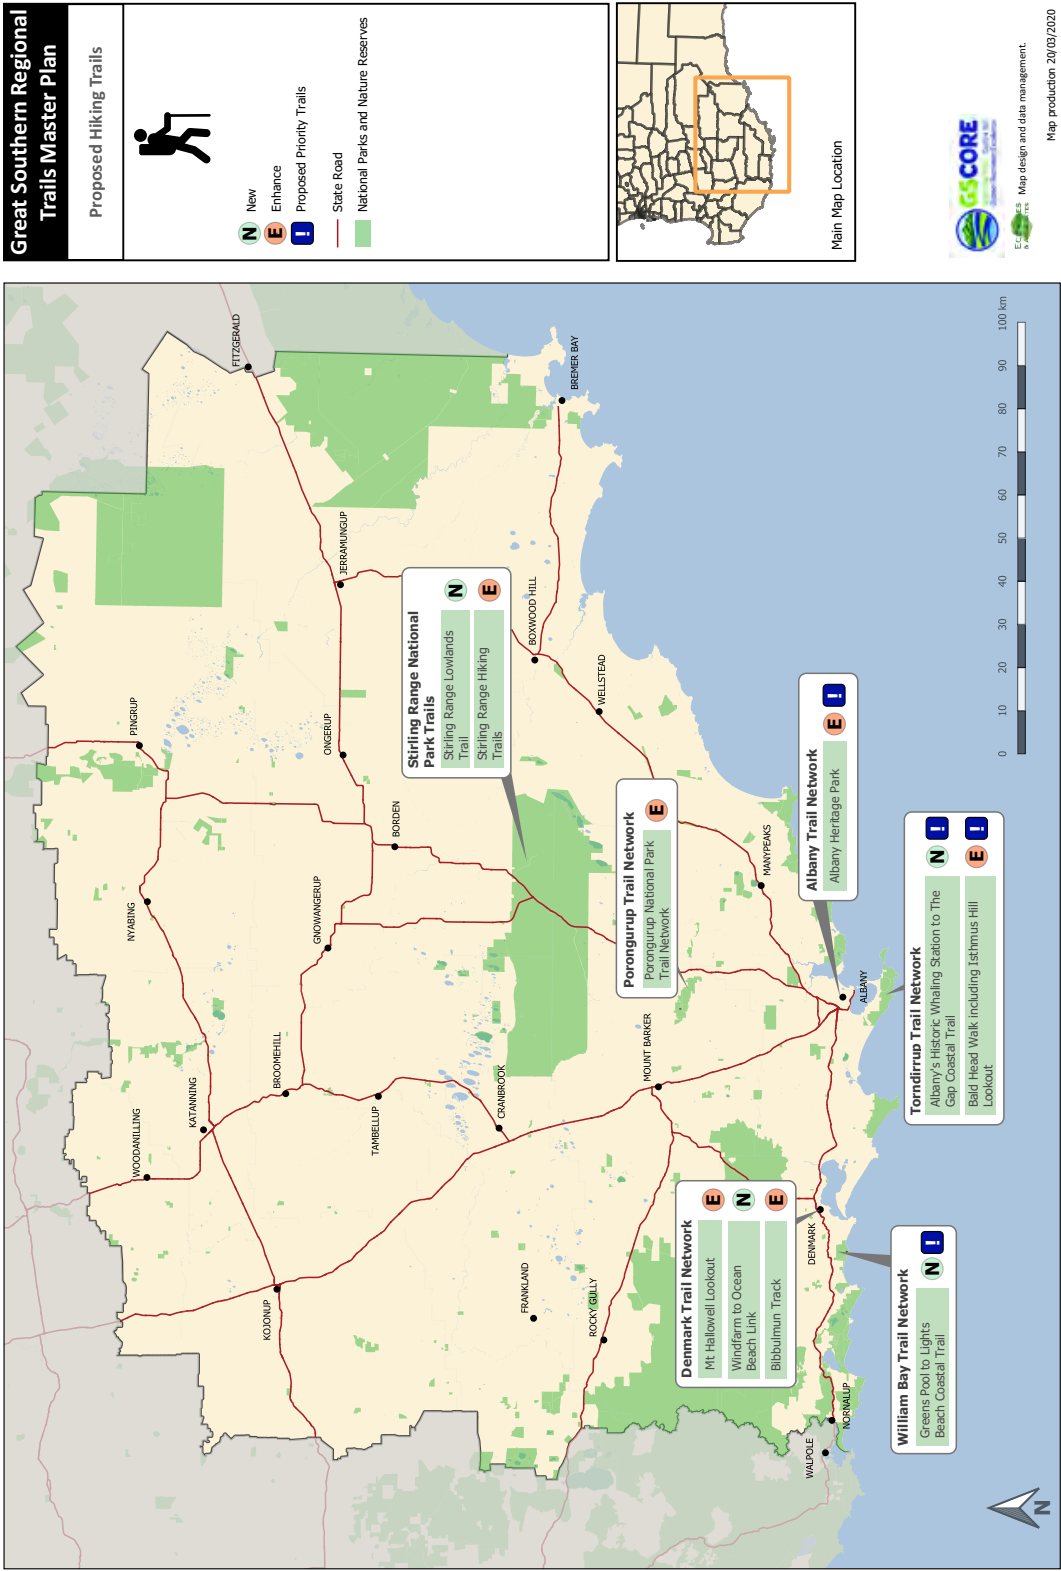 Great Southern Regional
Trails Master Plan
Proposed Hiking Trails
N New
E Enhance
! Proposed Priority Trails
State Road
National Parks and Nature Reserves
Main Map Location
GSCORE
Map design and data management.
Map production 20/03/2020
FITZGERALD
BREMER BAY
JERRAMUNGUP
BOXWOOD HILL
WELLSTEAD
PINGRUP
ONGERUP
BORDEN
NYABING
GNOWANGERUP
MANYPEAKS
ALBANY
BROOMEHILL
KATANNING
TAMBELLUP
CRANBROOK
MOUNT BARKER
WOODANILLING
KOJONUP
FRANKLAND
ROCKY GULLY
DENMARK
NORNALUP
WALPOLE
Stirling Range National
Park Trails
Stirling Range Lowlands
Trail
N
Stirling Range Hiking
Trails
E
Porongurup Trail Network
Porongurup National Park
Trail Network
E
Albany Trail Network
Albany Heritage Park
E !
Torndirrup Trail Network
Albany's Historic Whaling Station to The
Gap Coastal Trail
N !
Bald Head Walk including Isthmus Hill
Lookout
E !
Denmark Trail Network
Mt Hallowell Lookout
E
Windfarm to Ocean
Beach Link
N
Bibbulmun Track
E
William Bay Trail Network
Greens Pool to Lights
Beach Coastal Trail
N !
0 10 20 30 40 50 60 70 80 90 100 km
N